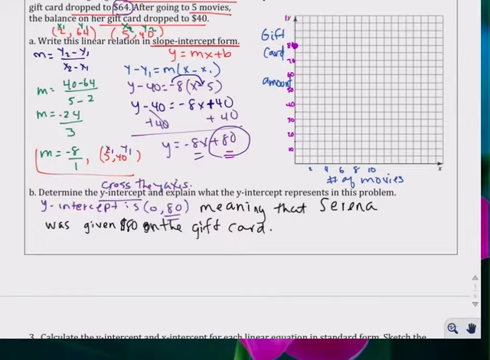 gift card dropped to $64. After going to 5 movies,
the balance on her gift card dropped to $40.
(2, 64) (5, 40)
a. Write this linear relation in slope-intercept form.
y = mx+b
m = y₂-y₁
x₂-x₁
m = 40-64
5-2
m = -24
3
m = -8
1
, (5, 40)
x₁ y₁
y-y₁ = m(x-x₁)
y-40 = -8(x-5)
y-40 = -8x+40
+40 +40
y = -8x+80
Gift
Card
amount
y
80
70
40
30
20
10
2 4 6 8 10
x
# of movies
cross the y axis.
b. Determine the y-intercept and explain what the y-intercept represents in this problem.
y-intercept is (0, 80) meaning that Serena
was given $80 on the gift card.
3. Calculate the y-intercept and x-intercept for each linear equation in standard form. Sketch the